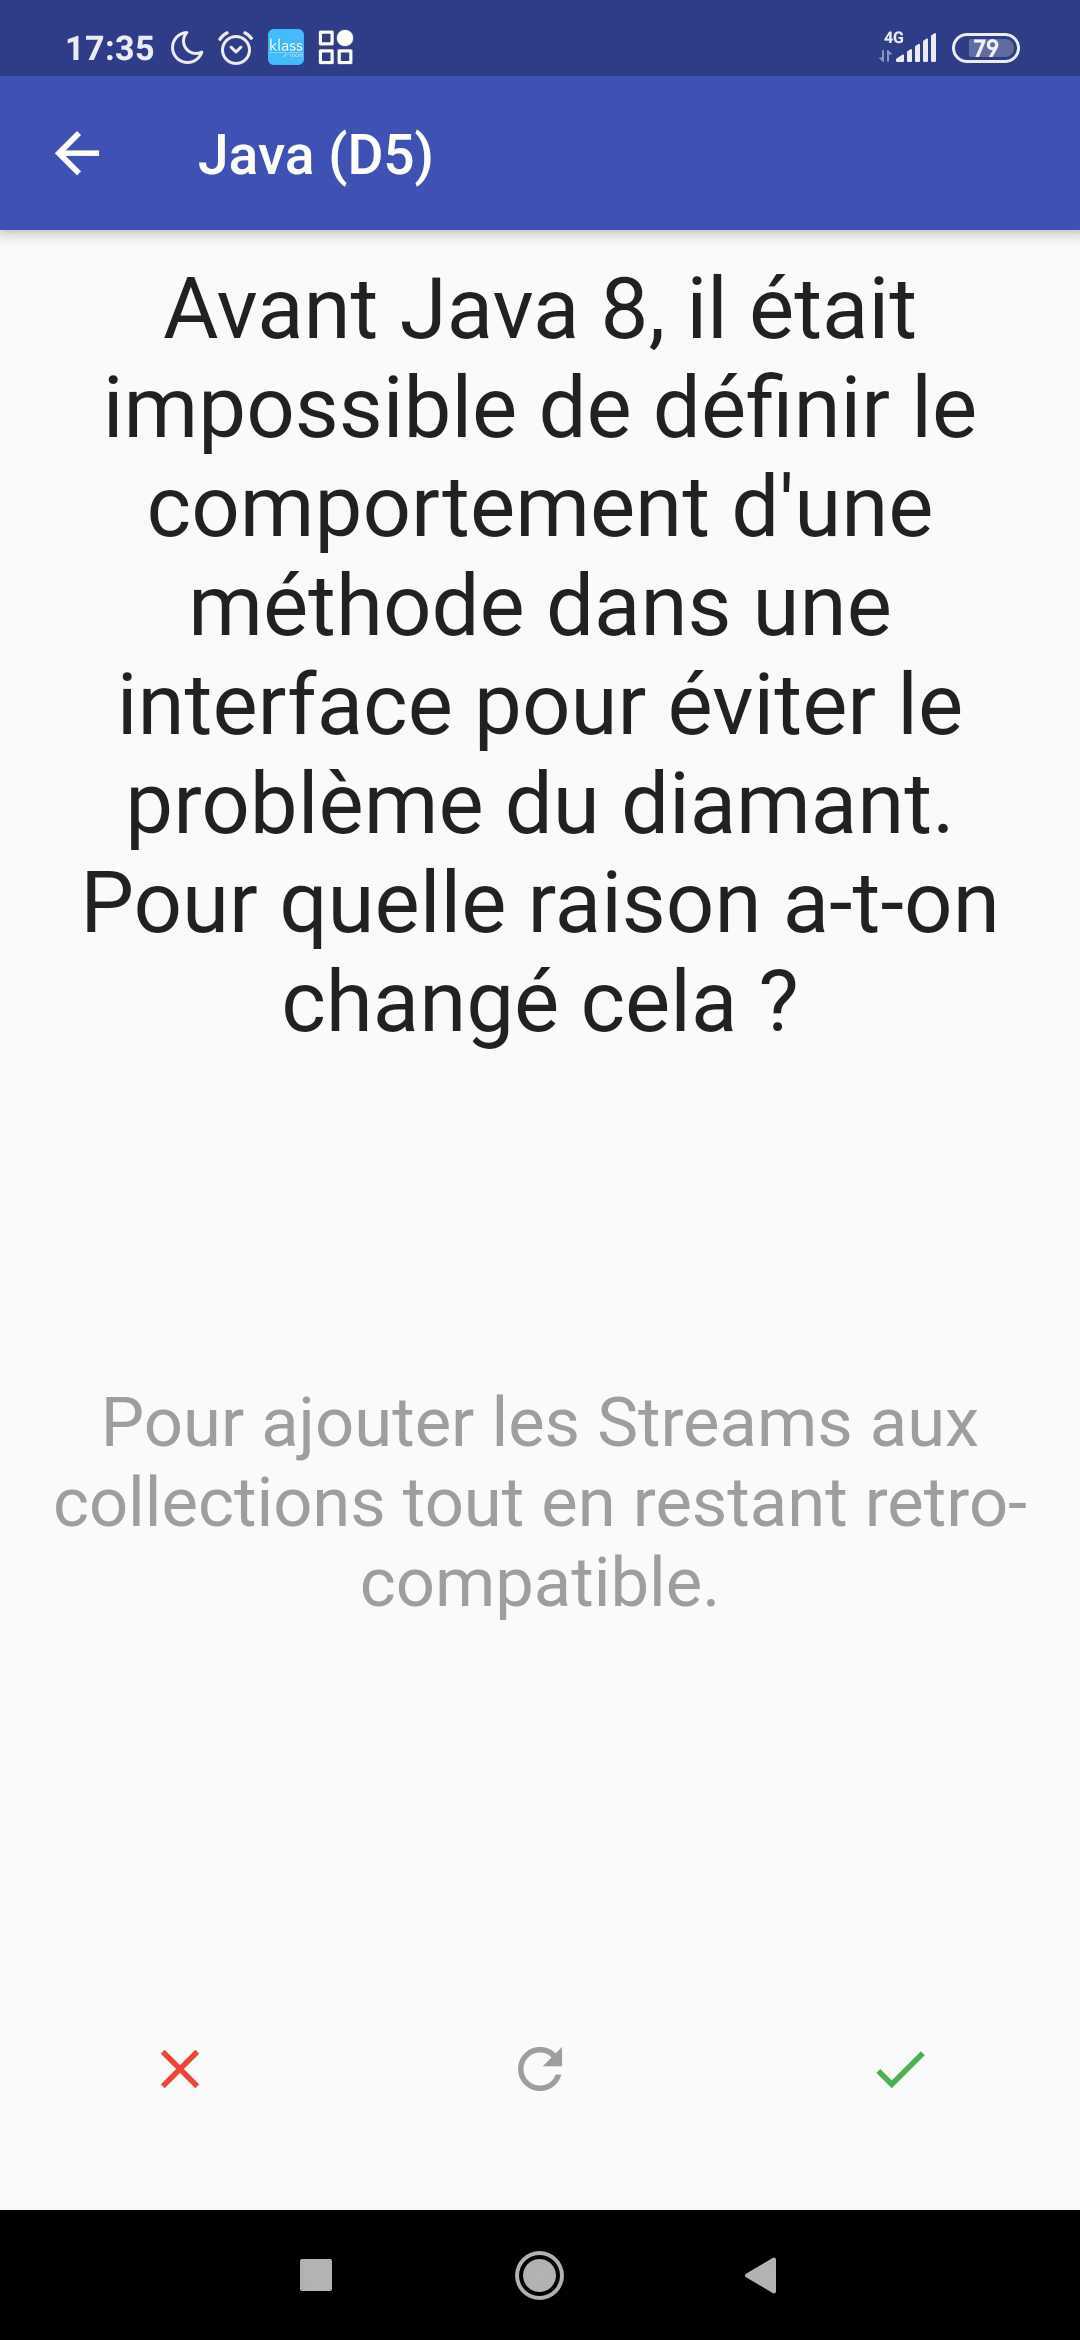 17:35 klass 4G 79
Java (D5)
Avant Java 8, il était
impossible de définir le
comportement d'une
méthode dans une
interface pour éviter le
problème du diamant.
Pour quelle raison a-t-on
changé cela ?
Pour ajouter les Streams aux
collections tout en restant retro-
compatible.